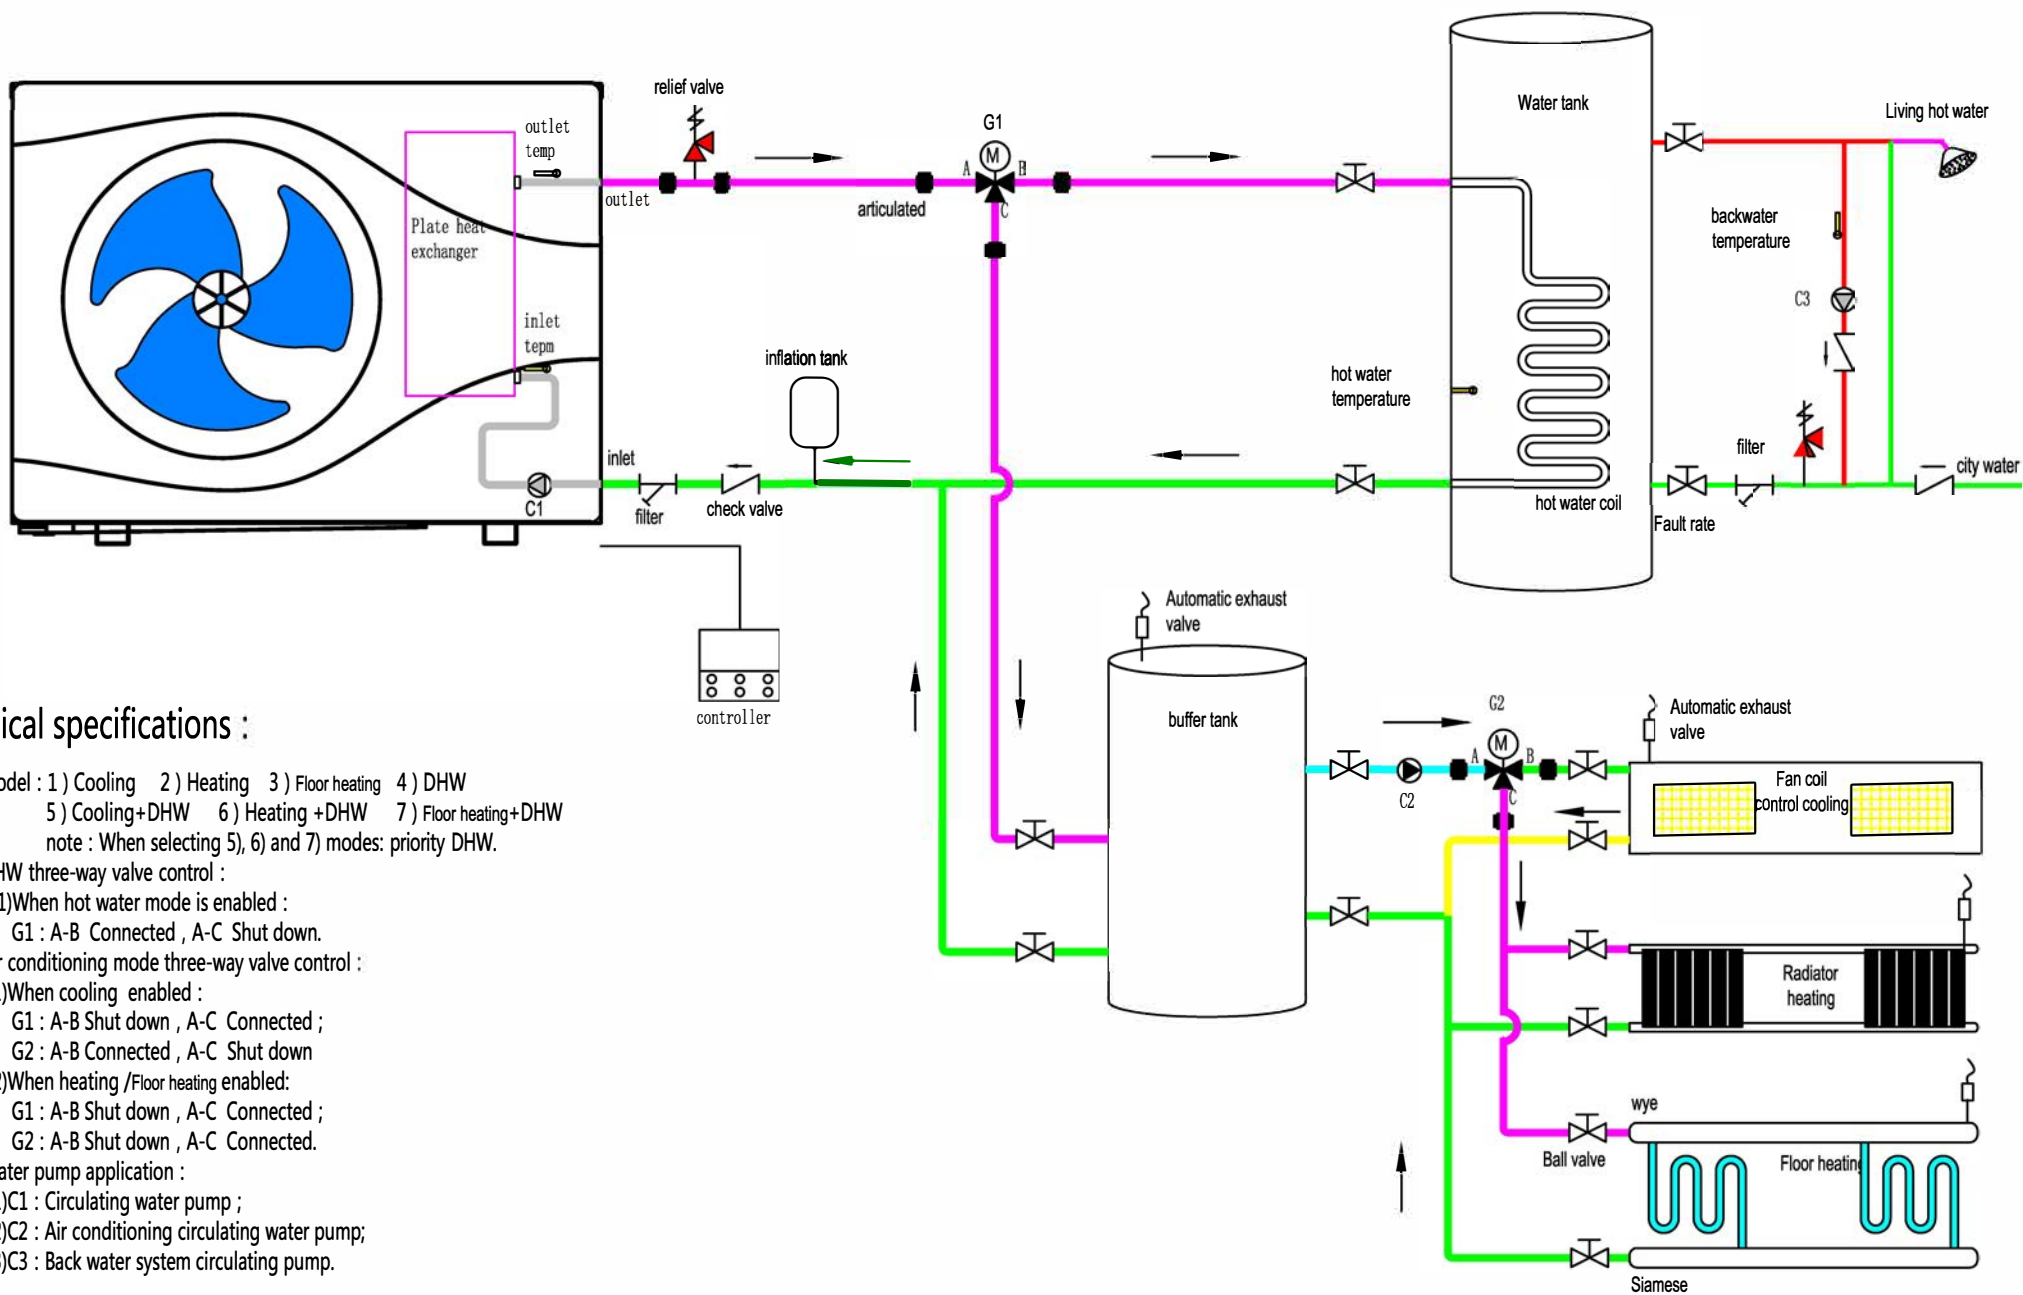 relief valve
G1
M
A
B
C
outlet
temp
outlet
articulated
Plate heat
exchanger
inlet
tepm
inlet
C1
filter
check valve
inflation tank
controller
Water tank
hot water
temperature
hot water coil
Living hot water
backwater
temperature
C3
filter
city water
Fault rate
Automatic exhaust
valve
buffer tank
G2
M
A
B
C
C2
Automatic exhaust
valve
Fan coil
control cooling
Radiator
heating
wye
Ball valve
Floor heating
Siamese
ical specifications :
odel : 1 ) Cooling 2 ) Heating 3 ) Floor heating 4 ) DHW
5 ) Cooling+DHW 6 ) Heating +DHW 7 ) Floor heating+DHW
note : When selecting 5), 6) and 7) modes: priority DHW.
HW three-way valve control :
1)When hot water mode is enabled :
G1 : A-B Connected , A-C Shut down.
r conditioning mode three-way valve control :
)When cooling enabled :
G1 : A-B Shut down , A-C Connected ;
G2 : A-B Connected , A-C Shut down
2)When heating /Floor heating enabled:
G1 : A-B Shut down , A-C Connected ;
G2 : A-B Shut down , A-C Connected.
ater pump application :
)C1 : Circulating water pump ;
)C2 : Air conditioning circulating water pump;
)C3 : Back water system circulating pump.